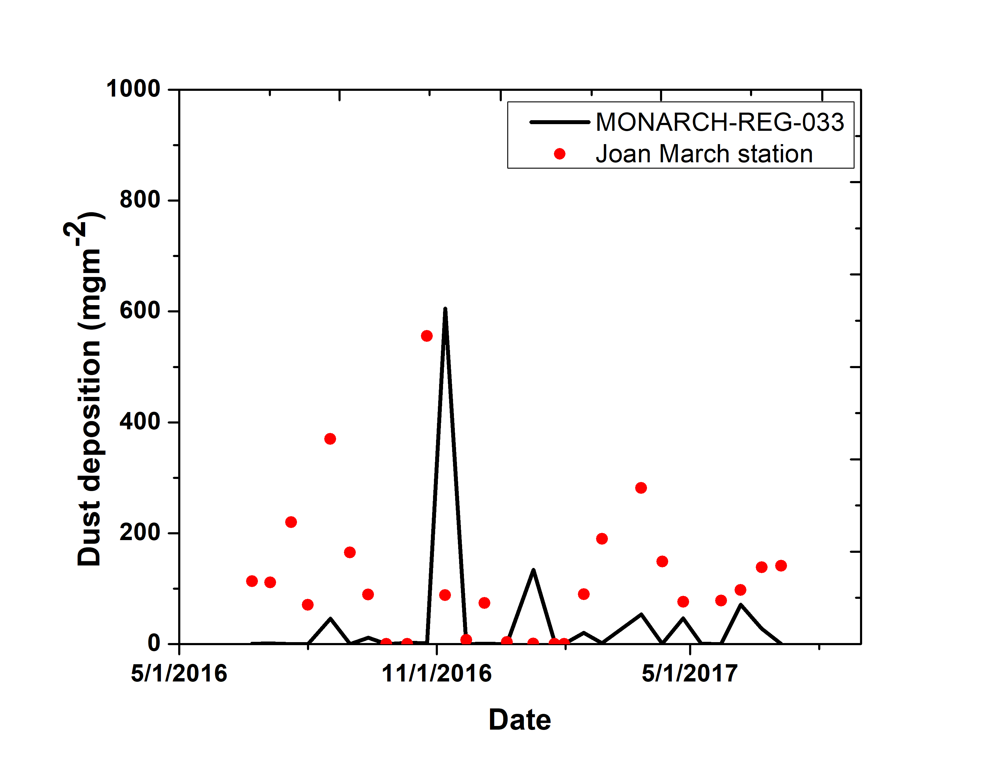 1000
800
600
400
200
0
Dust deposition (mgm-2)
MONARCH-REG-033
Joan March station
5/1/2016
11/1/2016
5/1/2017
Date